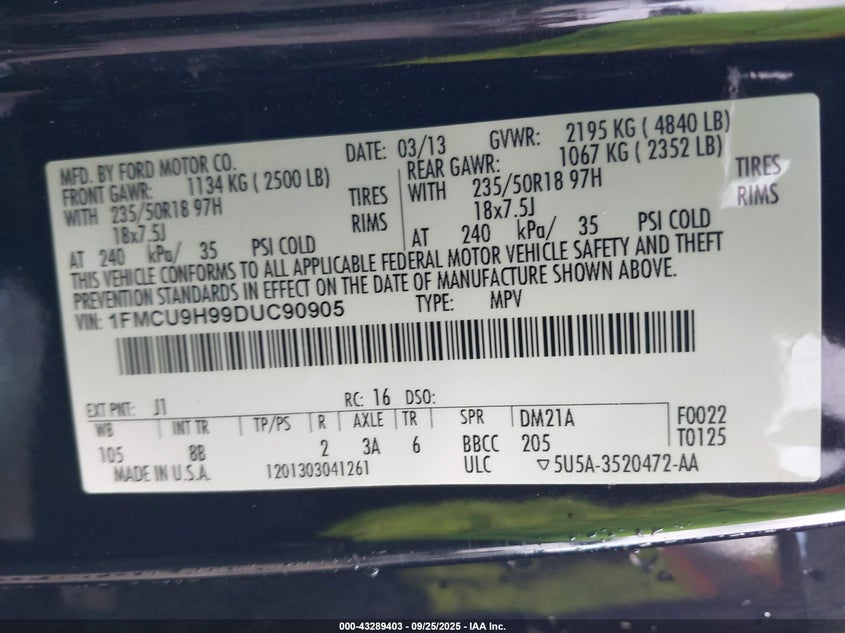 MFD. BY FORD MOTOR CO.
DATE: 03/13
GVWR: 2195 KG ( 4840 LB)
FRONT GAWR: 1134 KG ( 2500 LB)
REAR GAWR: 1067 KG ( 2352 LB)
WITH 235/50R18 97H TIRES
WITH 235/50R18 97H TIRES
18x7.5J RIMS
18x7.5J RIMS
AT 240 kPa/ 35 PSI COLD
AT 240 kPa/ 35 PSI COLD
THIS VEHICLE CONFORMS TO ALL APPLICABLE FEDERAL MOTOR VEHICLE SAFETY AND THEFT
PREVENTION STANDARDS IN EFFECT ON THE DATE OF MANUFACTURE SHOWN ABOVE.
VIN: 1FMCU9H99DUC90905
TYPE: MPV
EXT PNT: J1 RC: 16 DSO:
WB INT TR TP/PS R AXLE TR SPR DM21A F0022
105 8B 2 3A 6 BBCC 205 T0125
MADE IN U.S.A. 1201303041261 ULC ▽5U5A-3520472-AA
000-43289403 - 09/25/2025 - IAA Inc.